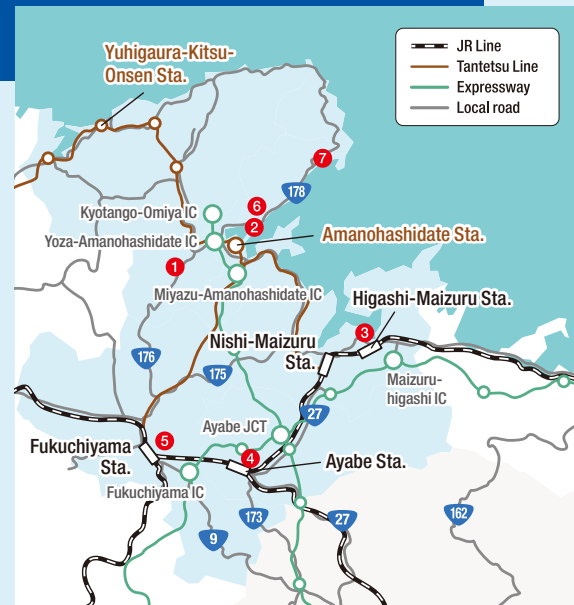 JR Line
Tantetsu Line
Expressway
Local road
Yuhigaura-Kitsu-
Onsen Sta.
7
178
Kyotango-Omiya IC
6
2
Yoza-Amanohashidate IC
Amanohashidate Sta.
1
Miyazu-Amanohashidate IC
Higashi-Maizuru Sta.
3
Nishi-Maizuru
Sta.
176
175
Maizuru-
higashi IC
27
Ayabe JCT
5
Fukuchiyama
Sta.
4
Ayabe Sta.
Fukuchiyama IC
173
27
162
9